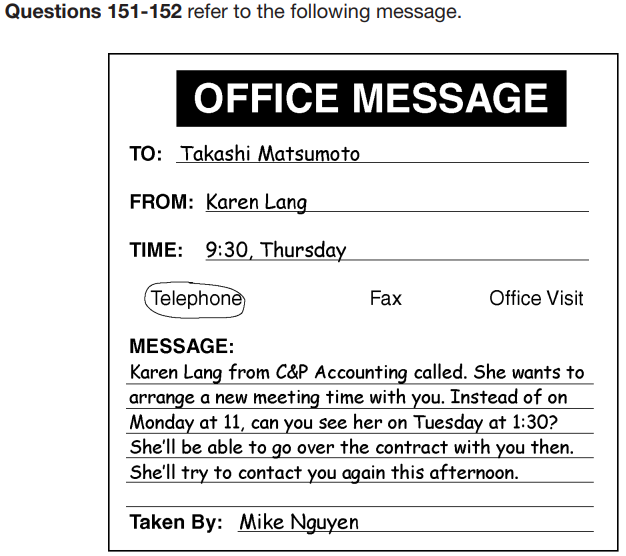 Questions 151-152 refer to the following message.
OFFICE MESSAGE
TO: Takashi Matsumoto
FROM: Karen Lang
TIME: 9:30, Thursday
Telephone Fax Office Visit
MESSAGE:
Karen Lang from C&P Accounting called. She wants to
arrange a new meeting time with you. Instead of on
Monday at 11, can you see her on Tuesday at 1:30?
She'll be able to go over the contract with you then.
She'll try to contact you again this afternoon.
Taken By: Mike Nguyen